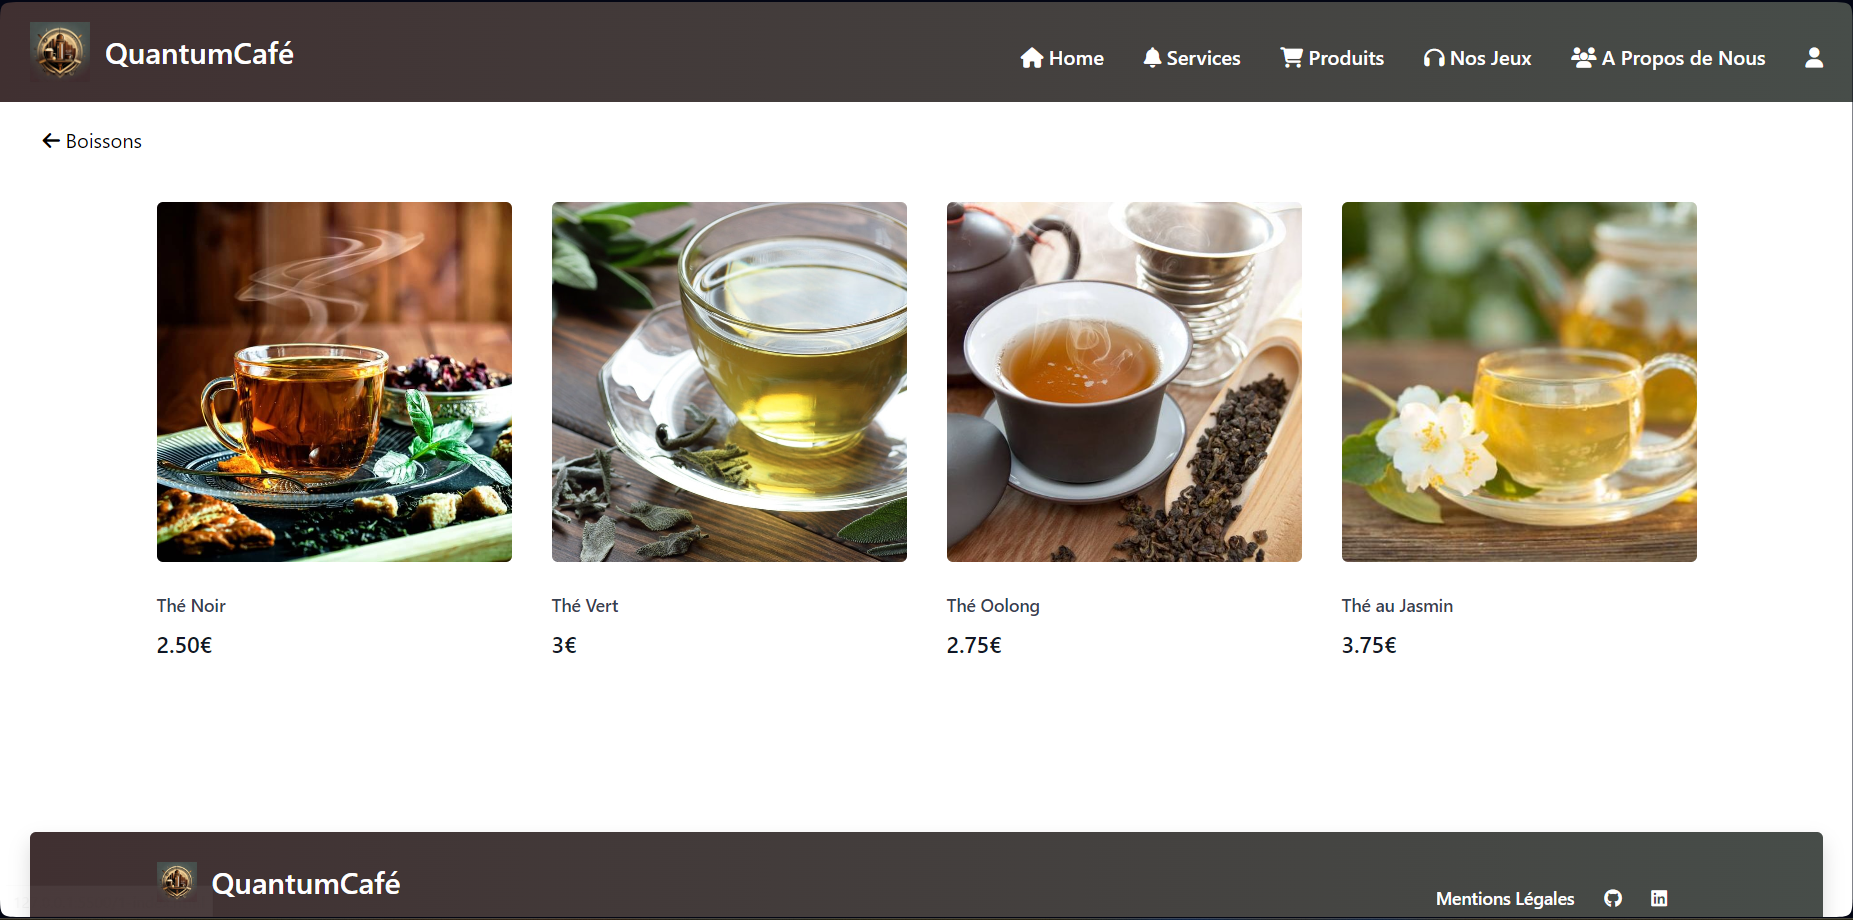 QuantumCafé
Home Services Produits Nos Jeux A Propos de Nous
Boissons
Thé Noir
2.50€
Thé Vert
3€
Thé Oolong
2.75€
Thé au Jasmin
3.75€
QuantumCafé
Mentions Légales